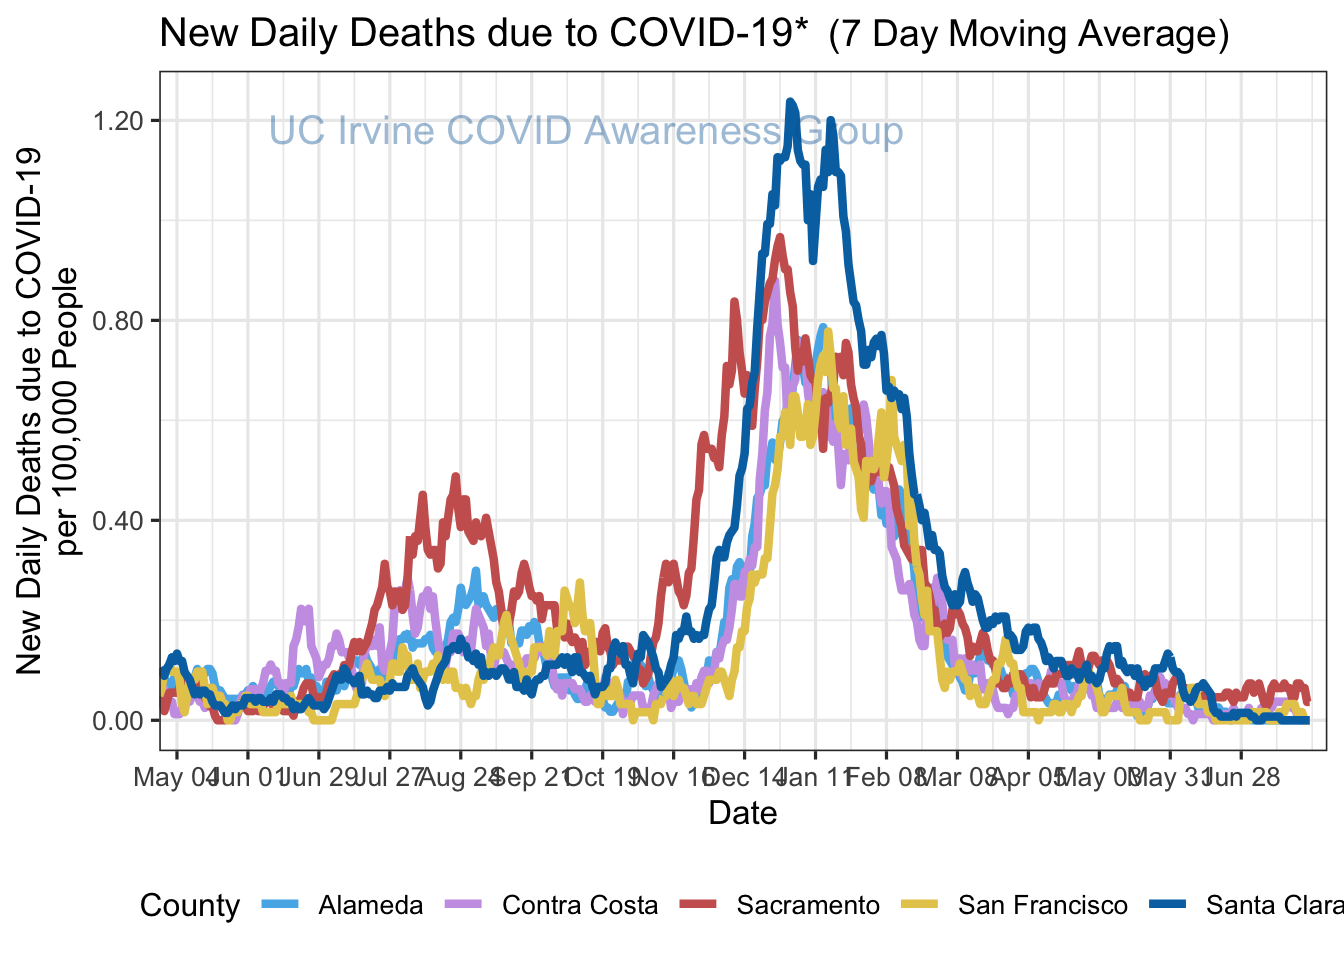 New Daily Deaths due to COVID-19* (7 Day Moving Average)
UC Irvine COVID Awareness Group
New Daily Deaths due to COVID-19
per 100,000 People
1.20
0.80
0.40
0.00
May 04 Jun 01 Jun 29 Jul 27 Aug 24 Sep 21 Oct 19 Nov 16 Dec 14 Jan 11 Feb 08 Mar 08 Apr 05 May 03 May 31 Jun 28
Date
County Alameda Contra Costa Sacramento San Francisco Santa Clara